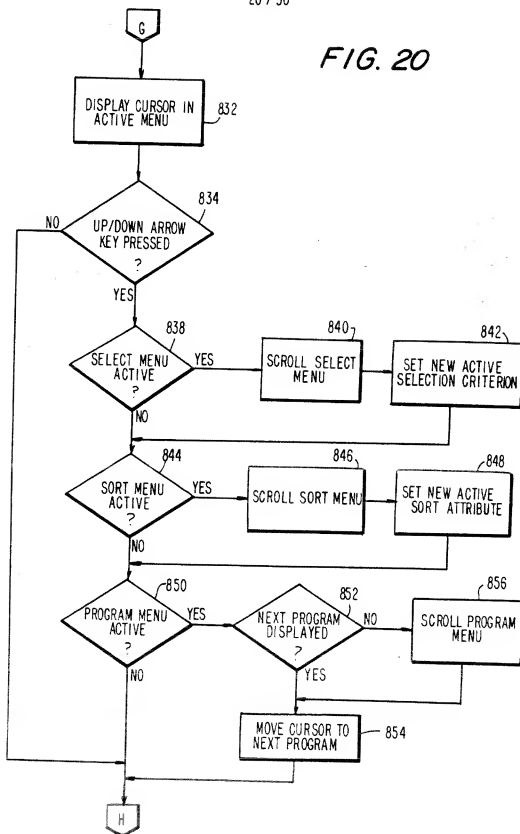 20/30
G
FIG. 20
DISPLAY CURSOR IN
ACTIVE MENU
832
834
NO
UP/DOWN ARROW
KEY PRESSED
?
YES
838
SELECT MENU
ACTIVE
?
YES
NO
840
SCROLL SELECT
MENU
842
SET NEW ACTIVE
SELECTION CRITERION
844
SORT MENU
ACTIVE
?
YES
NO
846
SCROLL SORT MENU
848
SET NEW ACTIVE
SORT ATTRIBUTE
850
PROGRAM MENU
ACTIVE
?
YES
NO
852
NEXT PROGRAM
DISPLAYED
?
NO
YES
856
SCROLL PROGRAM
MENU
MOVE CURSOR TO
NEXT PROGRAM
854
H